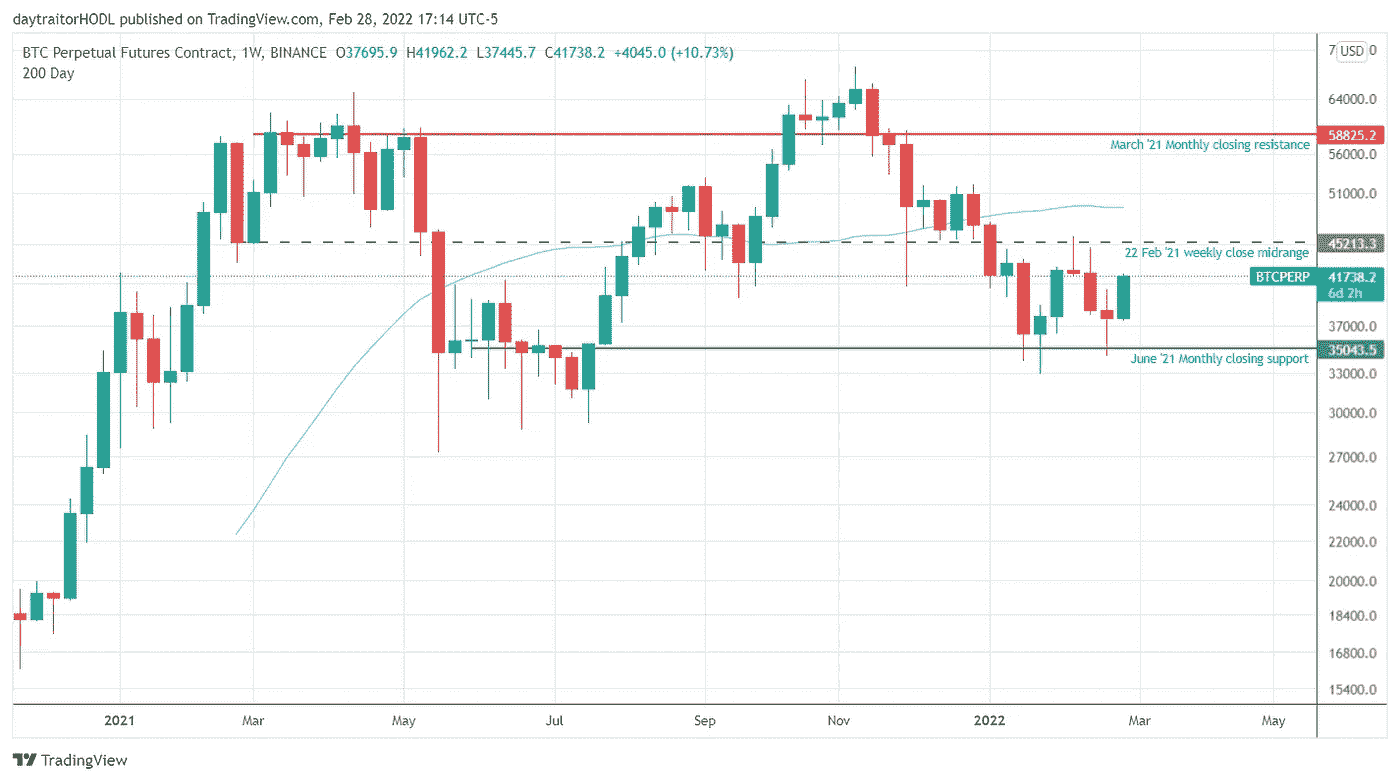 daytraitorHODL published on TradingView.com, Feb 28, 2022 17:14 UTC-5
BTC Perpetual Futures Contract, 1W, BINANCE O37695.9 H41962.2 L37445.7 C41738.2 +4045.0 (+10.73%)
200 Day
USD
64000.0
58825.2
March '21 Monthly closing resistance
56000.0
51000.0
45213.3
22 Feb '21 weekly close midrange
BTCPERP 41738.2
6d 2h
37000.0
35043.5
June '21 Monthly closing support
33000.0
30000.0
27000.0
24000.0
22000.0
20000.0
18400.0
16800.0
15400.0
2021 Mar May Jul Sep Nov 2022 Mar May
TradingView